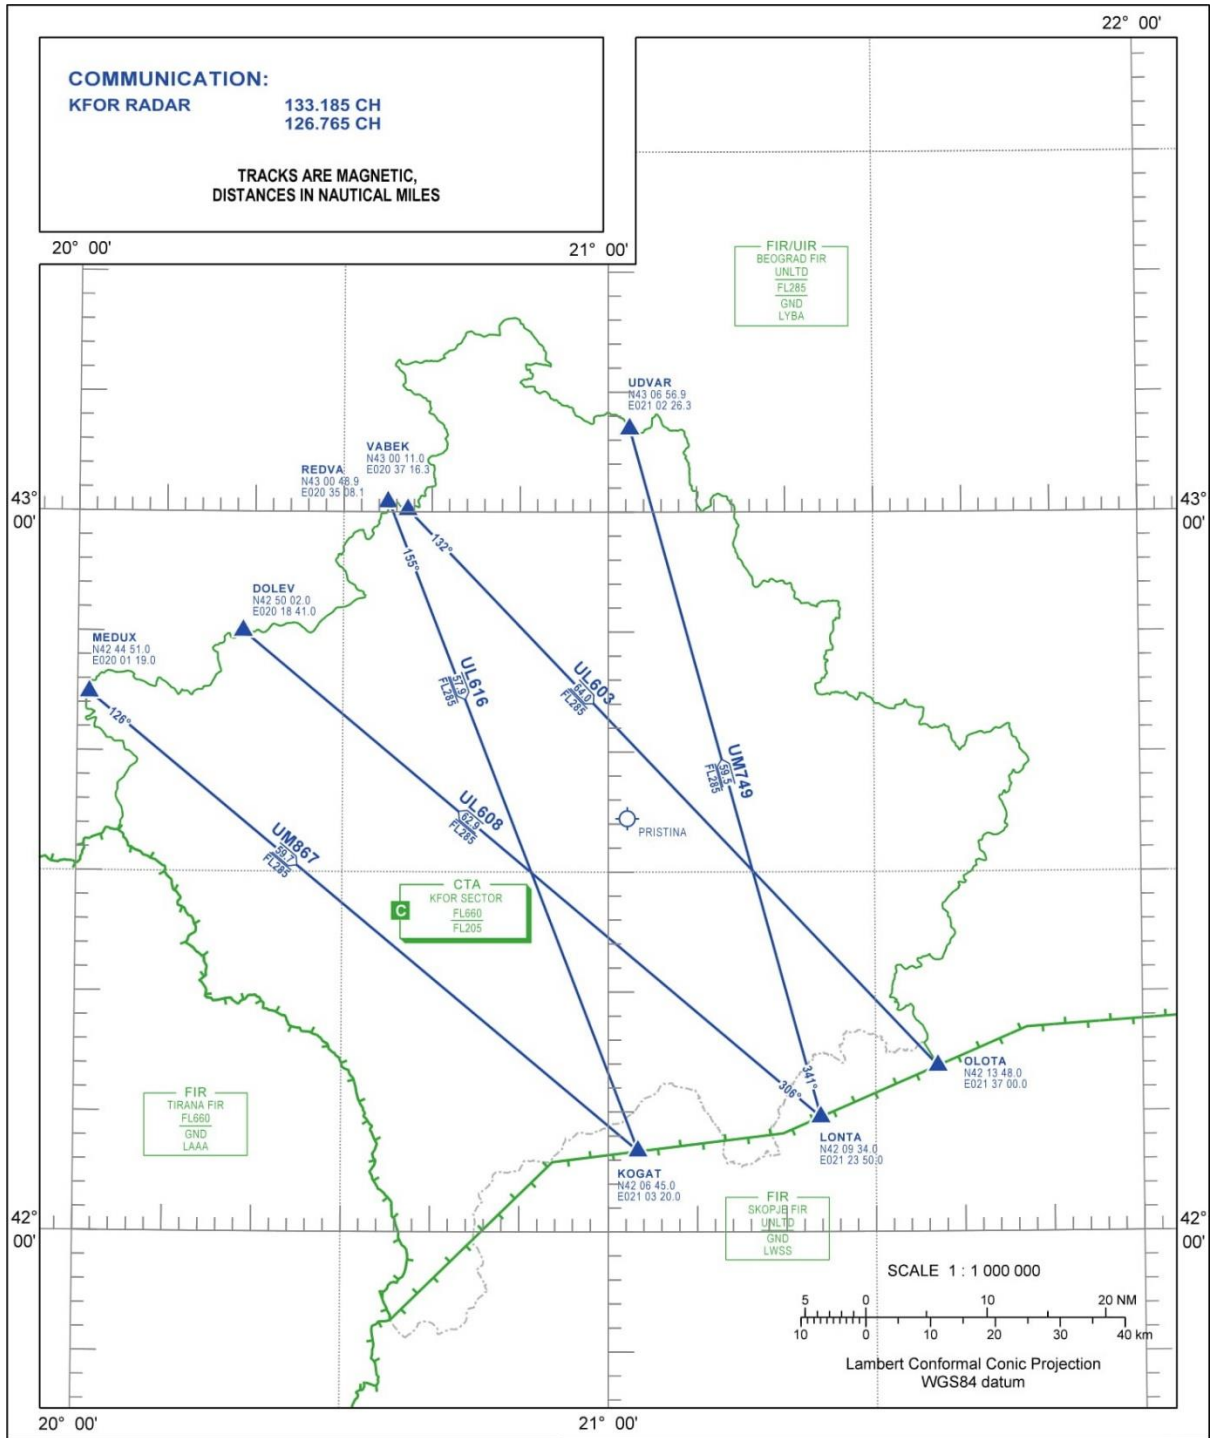 22° 00'
COMMUNICATION:
KFOR RADAR 133.185 CH
126.765 CH
TRACKS ARE MAGNETIC,
DISTANCES IN NAUTICAL MILES
20° 00'
21° 00'
FIR/UIR
BEOGRAD FIR
UNLTD
FL285
GND
LYBA
UDVAR
N43 06 56.9
E021 02 26.3
VABEK
N43 00 11.0
E020 37 16.3
REDVA
N43 00 48.9
E020 35 08.1
43°
00'
43°
00'
155°
132°
DOLEV
N42 50 02.0
E020 18 41.0
MEDUX
N42 44 51.0
E020 01 19.0
126°
UL616
57.9
FL285
UL603
64.0
FL285
UM749
59.5
FL285
UL608
62.9
FL285
UM867
59.7
FL285
PRISTINA
CTA
KFOR SECTOR
C
FL660
FL205
OLOTA
N42 13 48.0
E021 37 00.0
306°
341°
FIR
TIRANA FIR
FL660
GND
LAAA
LONTA
N42 09 34.0
E021 23 50.0
KOGAT
N42 06 45.0
E021 03 20.0
FIR
SKOPJE FIR
UNLTD
GND
LWSS
42°
00'
42°
00'
SCALE 1 : 1 000 000
5 0 10 20 NM
10 0 10 20 30 40 km
Lambert Conformal Conic Projection
WGS84 datum
20° 00'
21° 00'